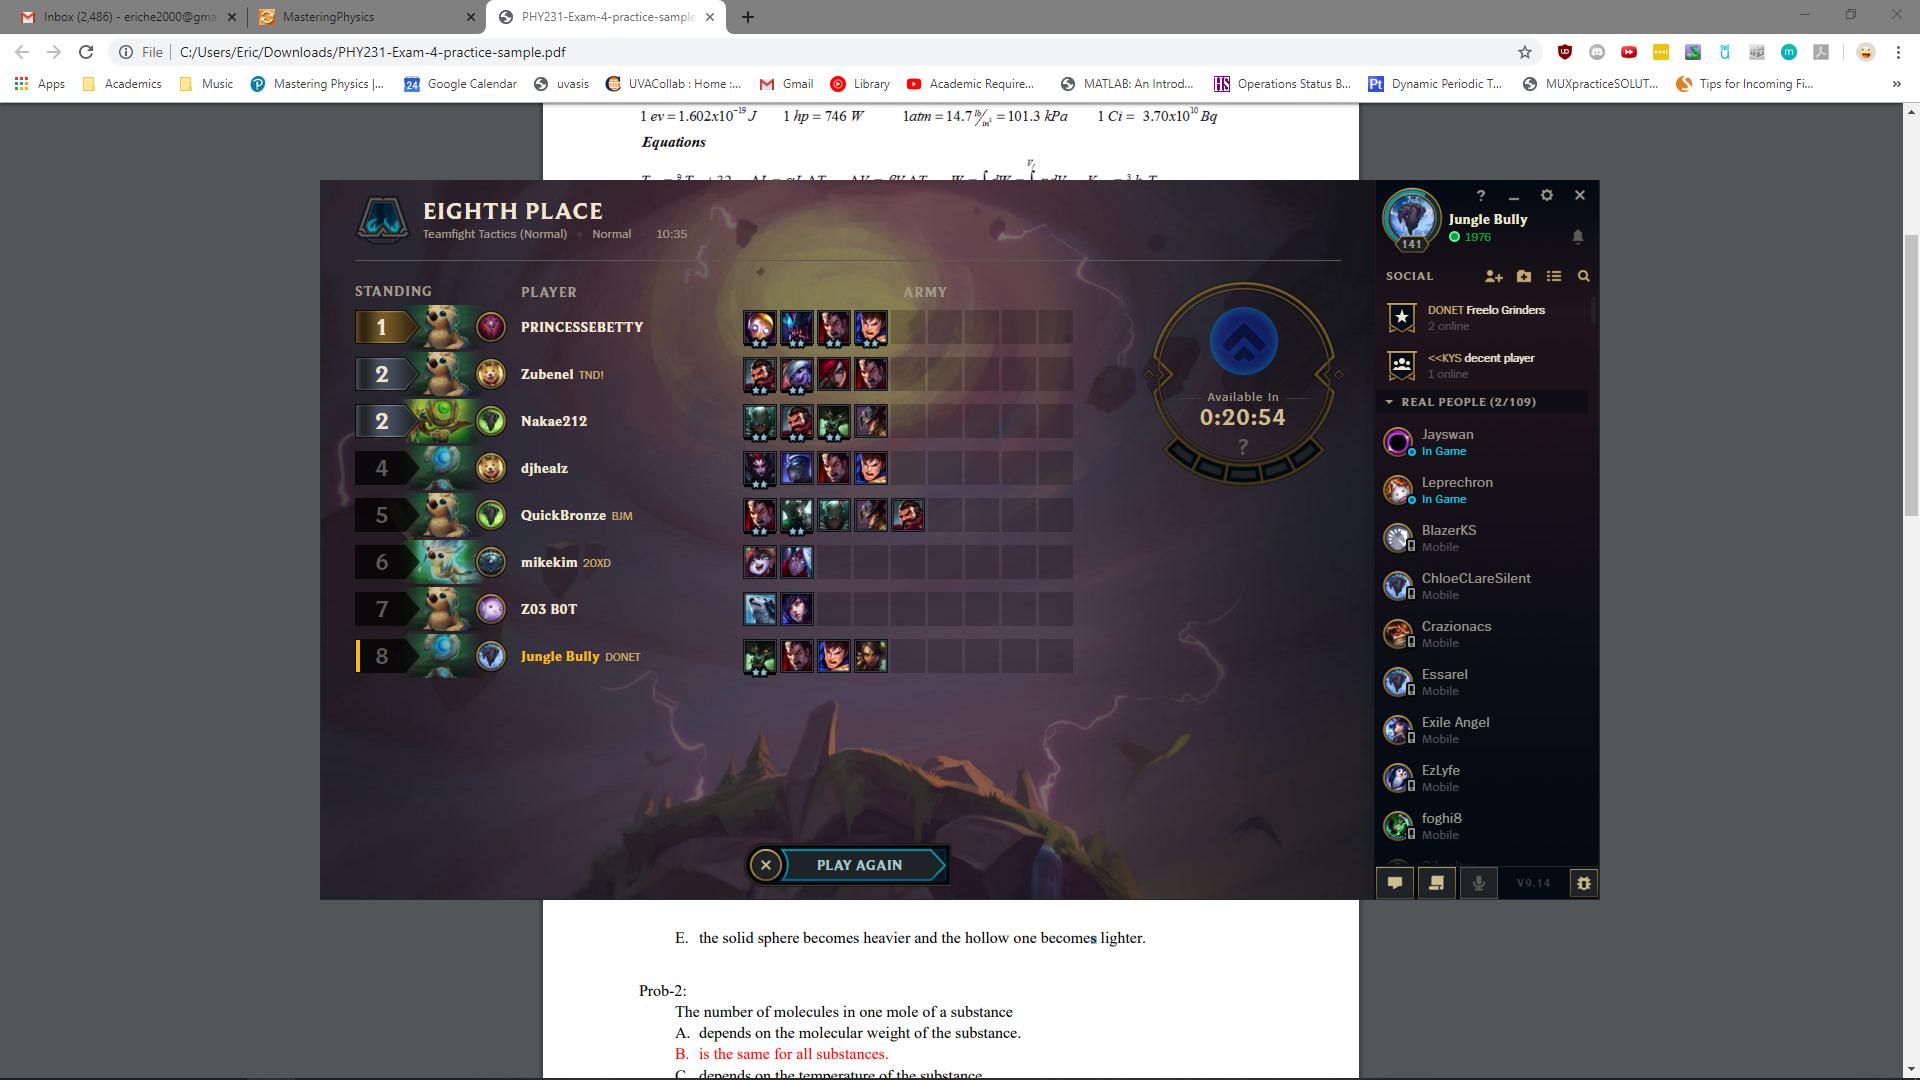 Inbox (2,486) - eriche2000@gma
MasteringPhysics
PHY231-Exam-4-practice-sample
File
C:/Users/Eric/Downloads/PHY231-Exam-4-practice-sample.pdf
Apps
Academics
Music
Mastering Physics |...
24
Google Calendar
uvasis
UVACollab : Home :...
Gmail
Library
Academic Require...
MATLAB: An Introd...
HS
Operations Status B...
Pt
Dynamic Periodic T...
MUXpracticeSOLUT...
Tips for Incoming Fi...
»
1 ev = 1.602x10⁻¹⁹ J 1 hp = 746 W 1atm = 14.7 lb/in² = 101.3 kPa 1 Ci = 3.70x10¹⁰ Bq
Equations
EIGHTH PLACE
Teamfight Tactics (Normal) • Normal • 10:35
STANDING PLAYER ARMY
1 PRINCESSEBETTY
2 Zubenel TND!
2 Nakae212
4 djhealz
5 QuickBronze BJM
6 mikekim 20XD
7 Z03 B0T
8 Jungle Bully DONET
Available In
0:20:54
?
PLAY AGAIN
?
Jungle Bully
1976
141
SOCIAL
DONET Freelo Grinders
2 online
<<KYS decent player
1 online
REAL PEOPLE (2/109)
Jayswan
In Game
Leprechron
In Game
BlazerKS
Mobile
ChloeCLareSilent
Mobile
Crazionacs
Mobile
Essarel
Mobile
Exile Angel
Mobile
EzLyfe
Mobile
foghi8
Mobile
V9.14
E. the solid sphere becomes heavier and the hollow one becomes lighter.
Prob-2:
The number of molecules in one mole of a substance
A. depends on the molecular weight of the substance.
B. is the same for all substances.
C. depends on the temperature of the substance